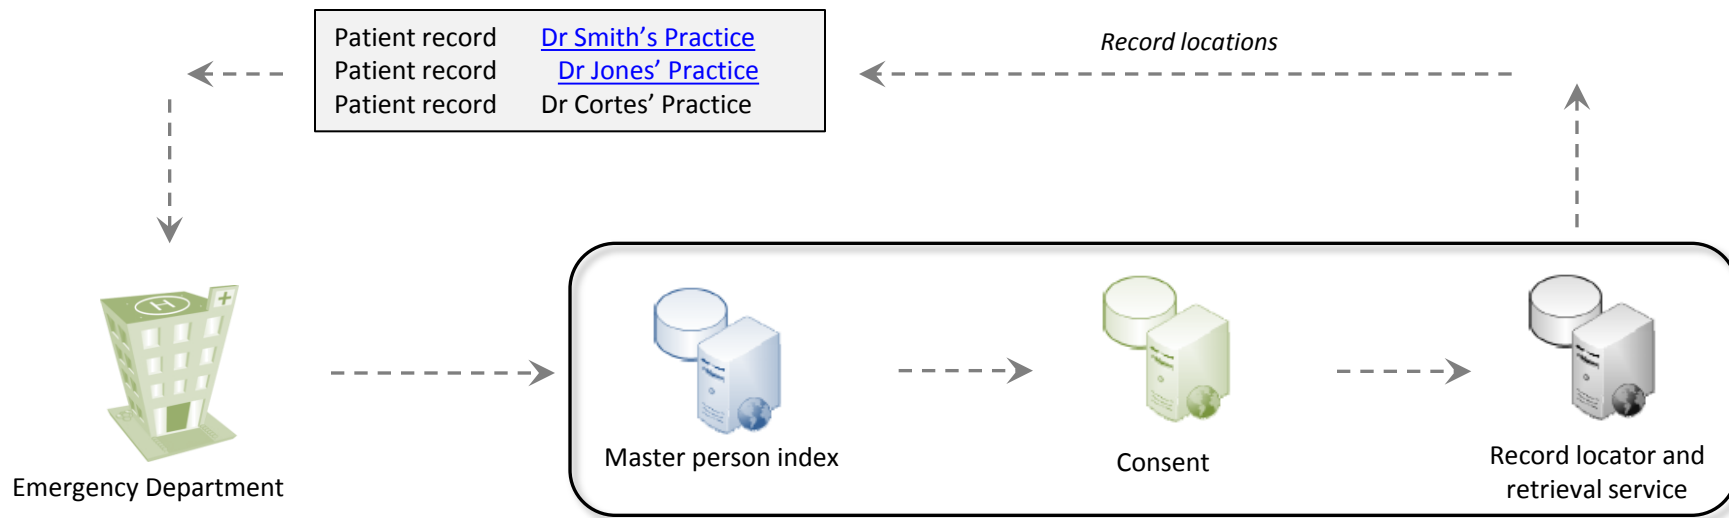 Patient record Dr Smith's Practice
Patient record Dr Jones' Practice
Patient record Dr Cortes' Practice
Record locations
H
Master person index
Consent
Record locator and
retrieval service
Emergency Department